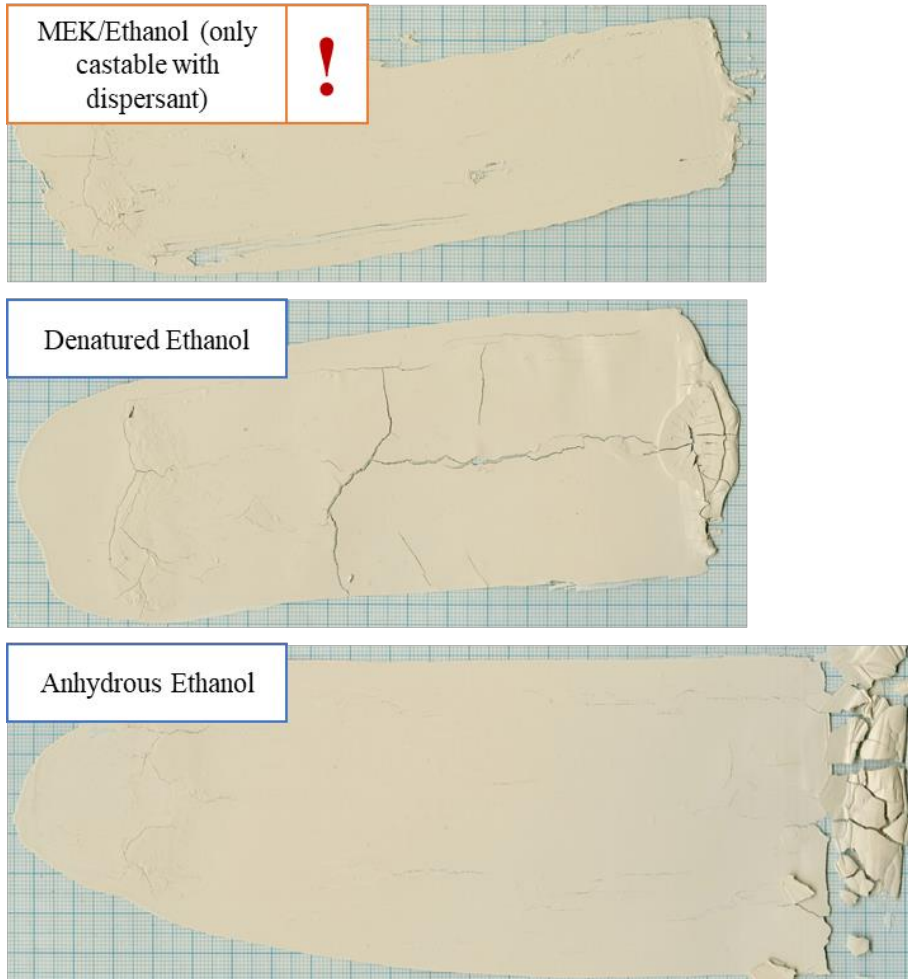 MEK/Ethanol (only
castable with
dispersant)
!
Denatured Ethanol
Anhydrous Ethanol